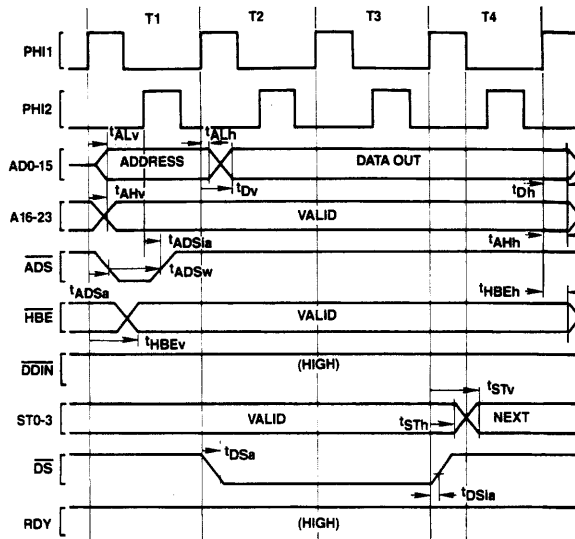 T1 T2 T3 T4
PHI1
PHI2
tALv tALh
AD0-15 ADDRESS DATA OUT
tAHv tDv tDh
A16-23 VALID
tADSia tAHh
ADS tADSw
tADSa tHBEh
HBE VALID
tHBEv
DDIN (HIGH)
tSTv
ST0-3 VALID tSTh NEXT
DS tDSa
tDSia
RDY (HIGH)